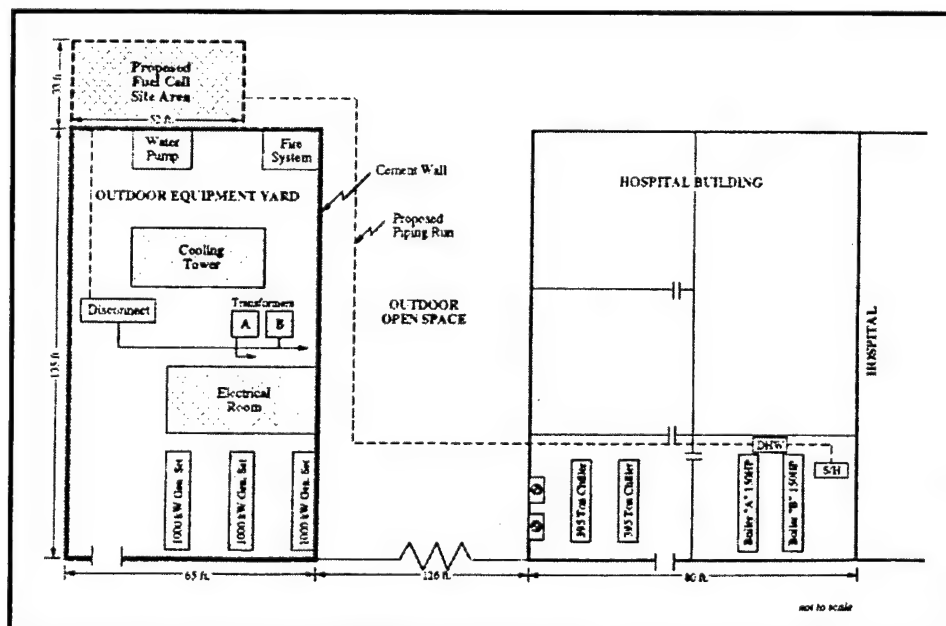 Proposed
Fuel Cell
Site Area
33 ft.
52 ft.
Water
Pump
Fire
System
OUTDOOR EQUIPMENT YARD
Cement Wall
HOSPITAL BUILDING
Proposed
Piping Run
Cooling
Tower
Disconnect
Transformers
A
B
OUTDOOR
OPEN SPACE
HOSPITAL
135 ft.
Electrical
Room
DHW
S/H
1000 kW Gen. Set
1000 kW Gen. Set
1000 kW Gen. Set
395 Ton Chiller
395 Ton Chiller
Boiler "A" 150HP
Boiler "B" 150HP
65 ft.
126 ft.
80 ft.
not to scale